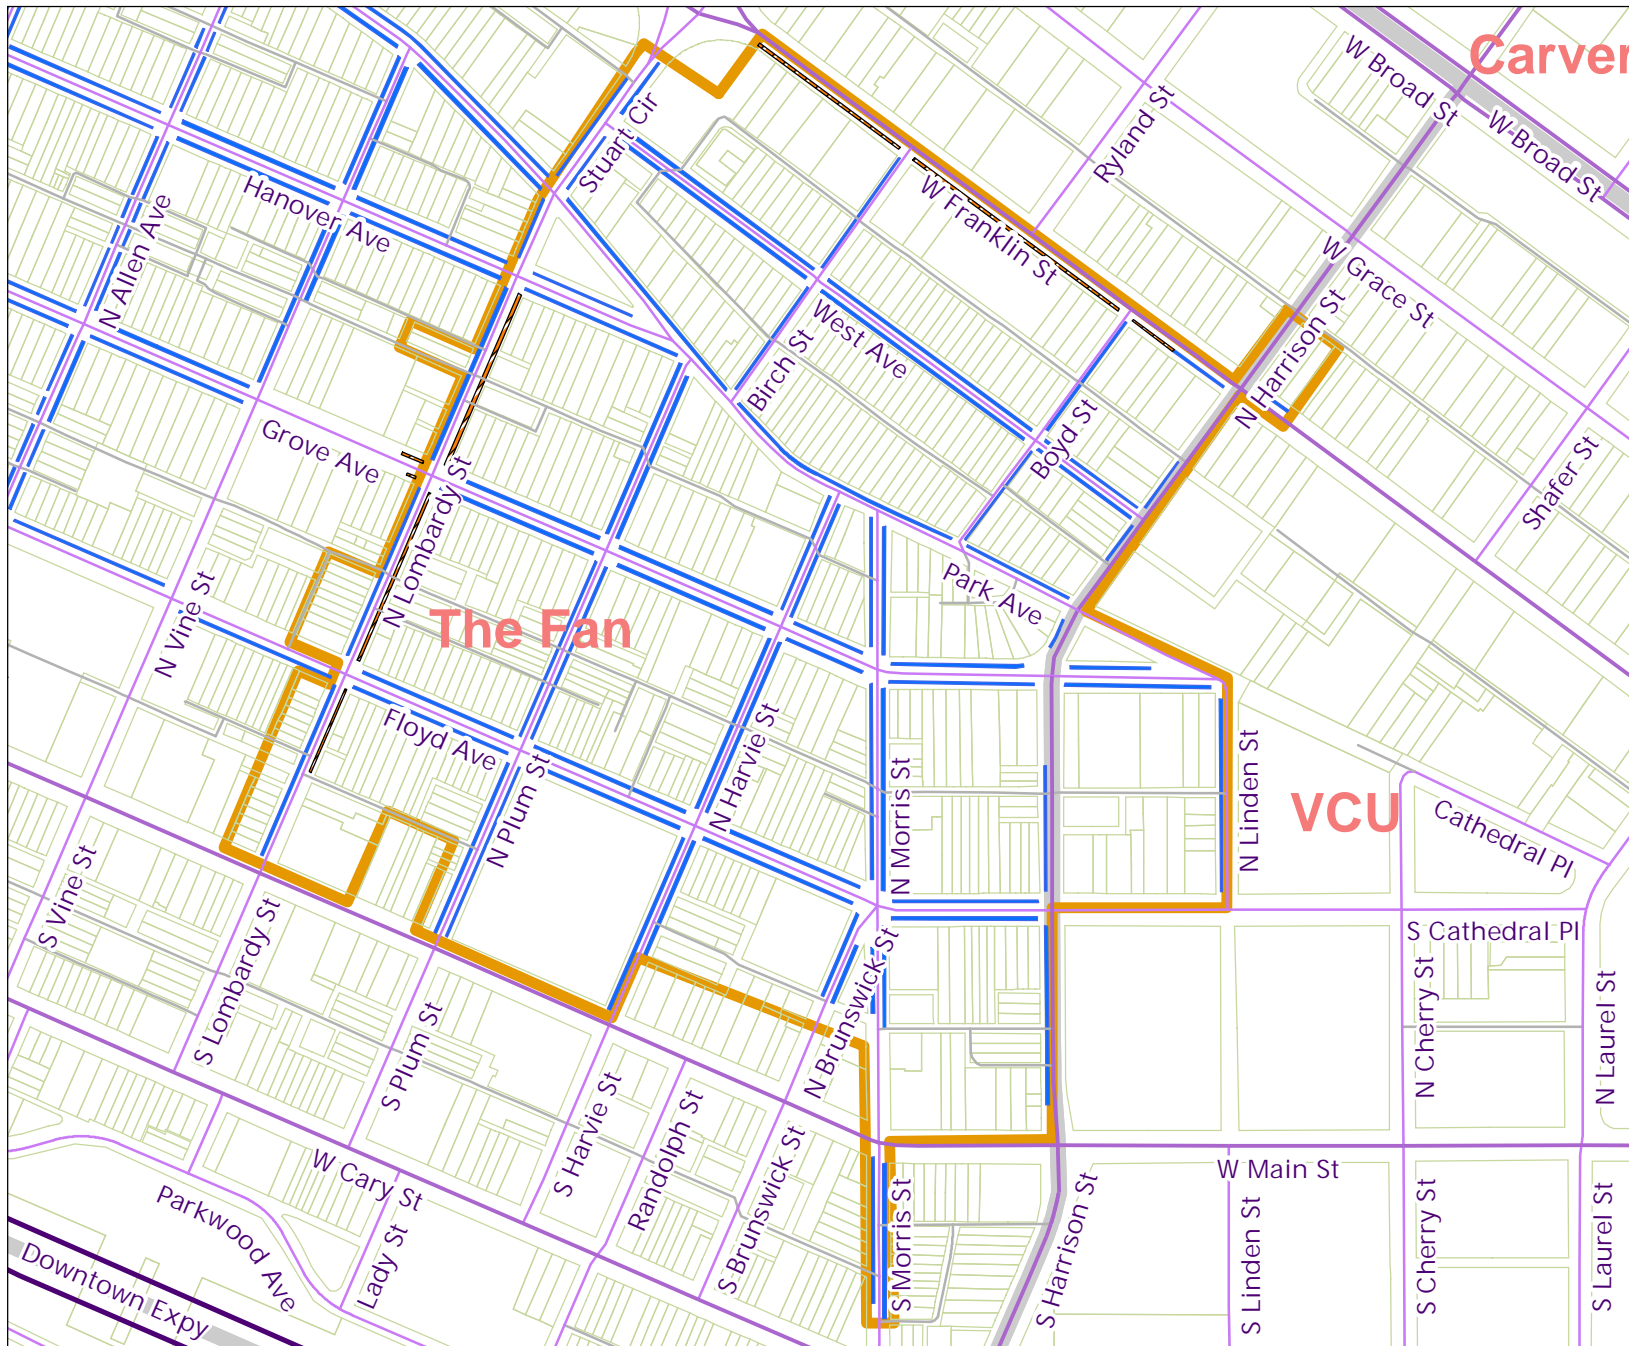 Carver
W Broad St
W Broad St
Ryland St
Stuart Cir
W Franklin St
Hanover Ave
N Allen Ave
W Grace St
N Harrison St
West Ave
Birch St
Boyd St
Grove Ave
Shafer St
N Lombardy St
Park Ave
N Vine St
The Fan
Floyd Ave
N Harvie St
N Plum St
N Morris St
N Linden St
VCU
Cathedral Pl
S Vine St
S Lombardy St
S Cathedral Pl
N Brunswick St
N Cherry St
N Laurel St
S Plum St
S Harvie St
Randolph St
S Brunswick St
W Main St
W Cary St
Parkwood Ave
Lady St
S Morris St
S Harrison St
S Linden St
S Cherry St
S Laurel St
Downtown Expy